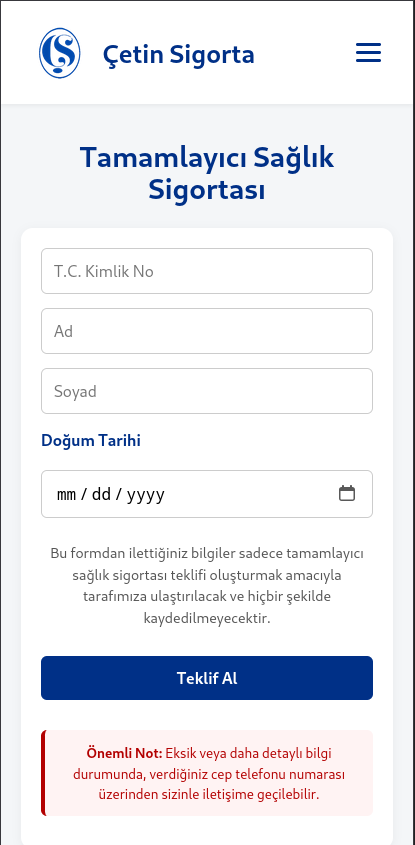 Çetin Sigorta
Tamamlayıcı Sağlık
Sigortası
T.C. Kimlik No
Ad
Soyad
Doğum Tarihi
mm / dd / yyyy
Bu formdan ilettiğiniz bilgiler sadece tamamlayıcı
sağlık sigortası teklifi oluşturmak amacıyla
tarafımıza ulaştırılacak ve hiçbir şekilde
kaydedilmeyecektir.
Teklif Al
Önemli Not: Eksik veya daha detaylı bilgi
durumunda, verdiğiniz cep telefonu numarası
üzerinden sizinle iletişime geçilebilir.